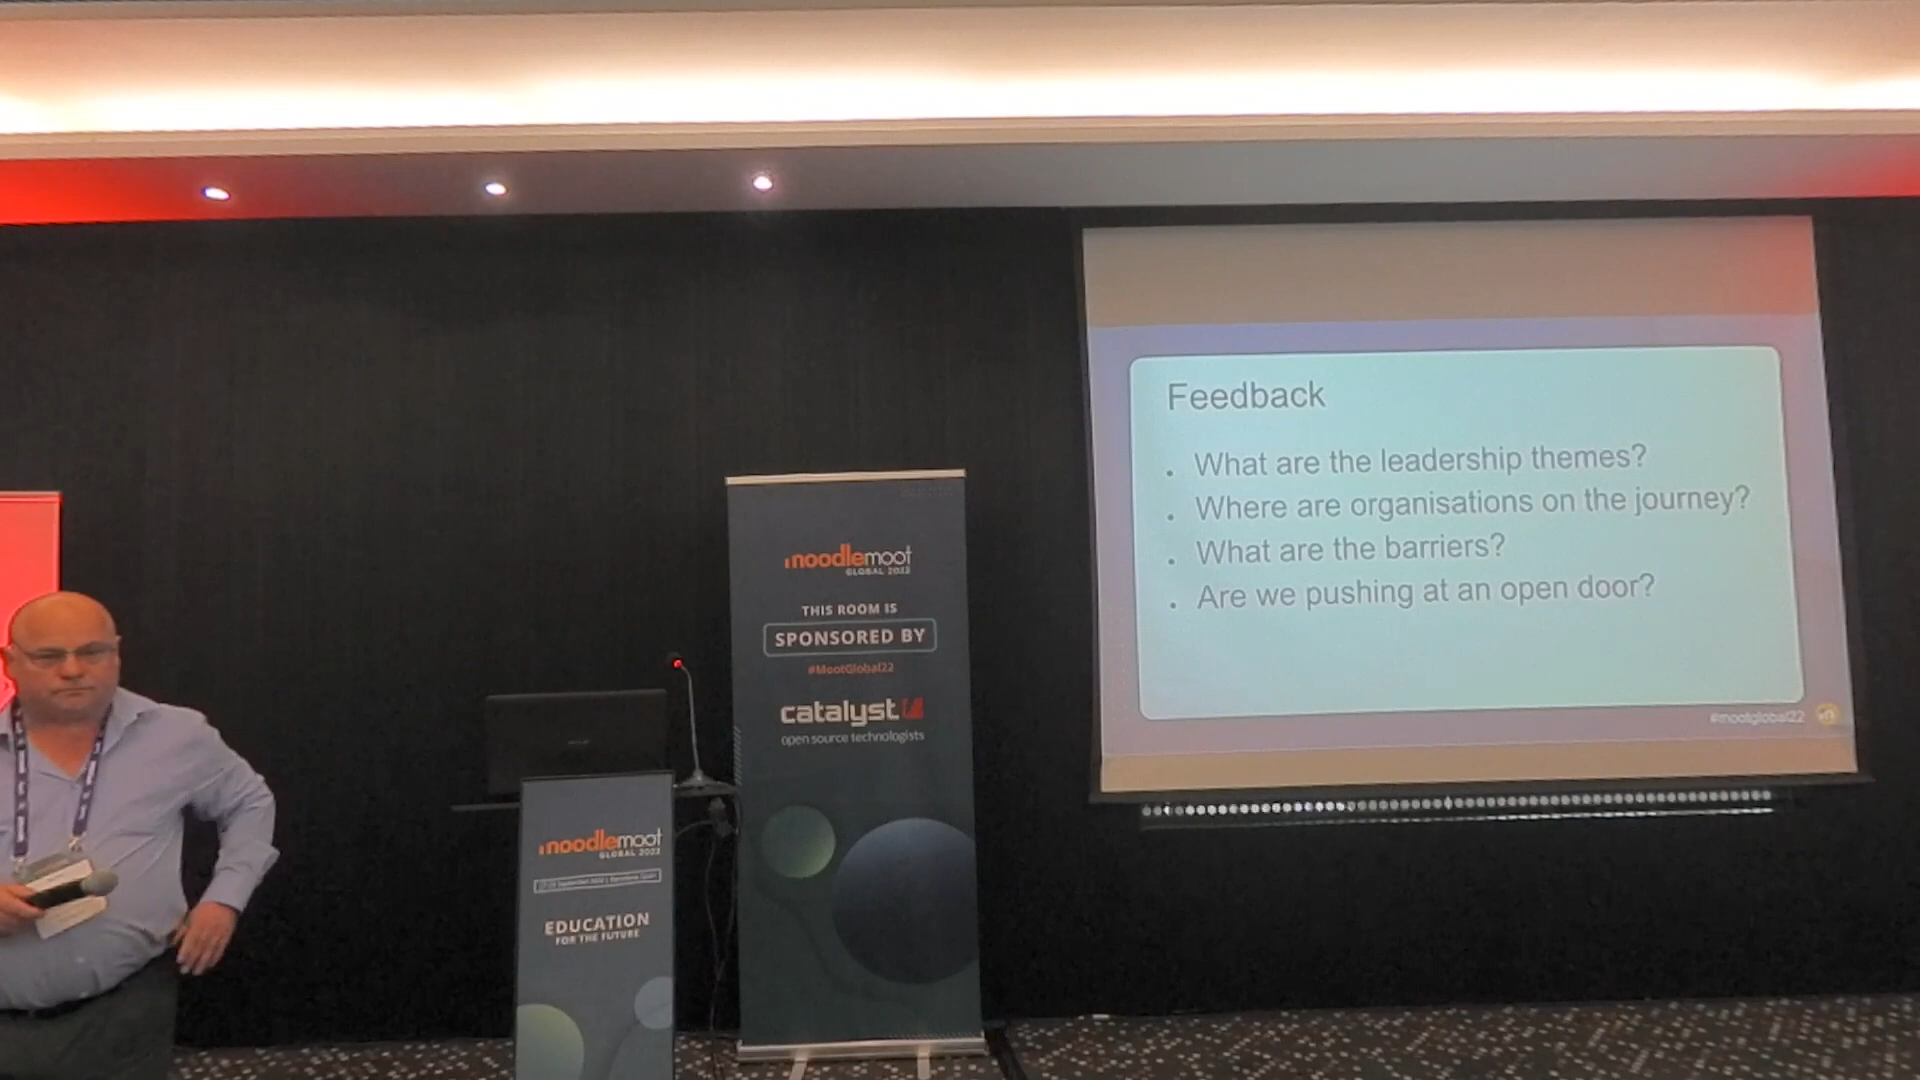 Feedback
. What are the leadership themes?
. Where are organisations on the journey?
. What are the barriers?
. Are we pushing at an open door?
#mootglobal22
moodlemoot
GLOBAL 2022
THIS ROOM IS
SPONSORED BY
#MootGlobal22
catalyst
open source technologists
moodlemoot
GLOBAL 2022
EDUCATION
FOR THE FUTURE